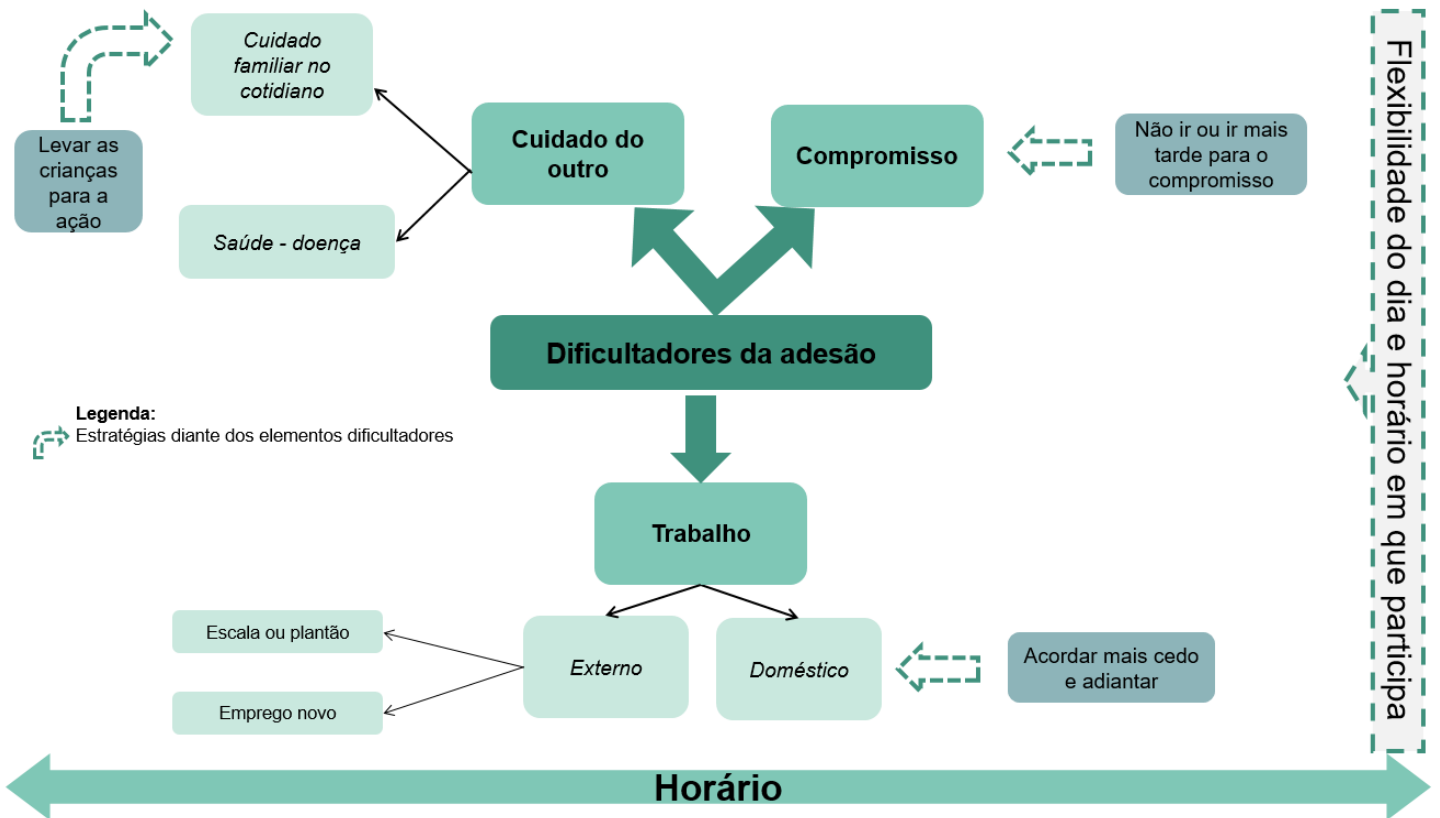 Cuidado
familiar no
cotidiano
Levar as
crianças
para a
ação
Cuidado do
outro
Compromisso
Não ir ou ir mais
tarde para o
compromisso
Saúde - doença
Dificultadores da adesão
Legenda:
Estratégias diante dos elementos dificultadores
Trabalho
Escala ou plantão
Emprego novo
Externo
Doméstico
Acordar mais cedo
e adiantar
Flexibilidade do dia e horário em que participa
Horário